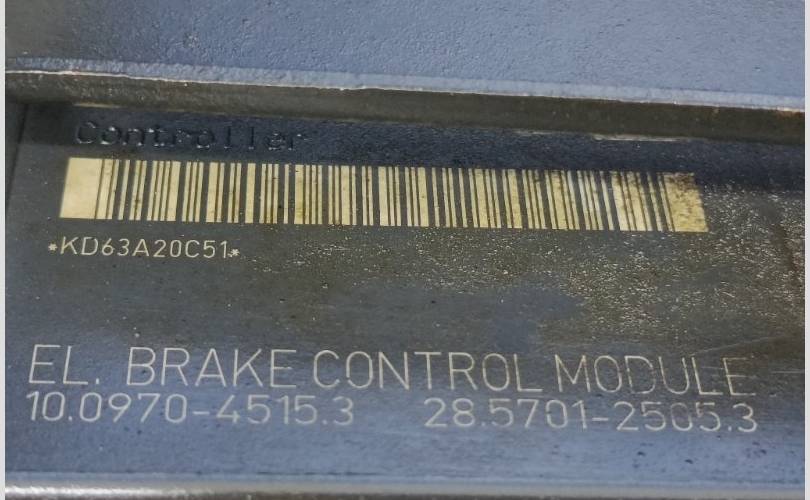 Controller
*KD63A20C51*
EL. BRAKE CONTROL MODULE
10.0970-4515.3 28.5701-2505.3